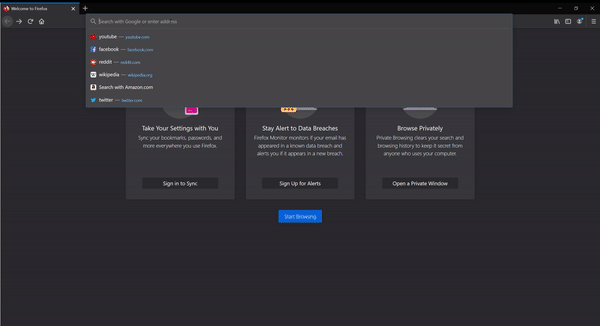 Welcome to Firefox
Search with Google or enter address
youtube — youtube.com
facebook — facebook.com
reddit — reddit.com
wikipedia — wikipedia.org
Search with Amazon.com
twitter — twitter.com
Take Your Settings with You
Sync your bookmarks, passwords, and
more everywhere you use Firefox.
Sign in to Sync
Stay Alert to Data Breaches
Firefox Monitor monitors if your email has
appeared in a known data breach and
alerts you if it appears in a new breach.
Sign Up for Alerts
Browse Privately
Private Browsing clears your search and
browsing history to keep it secret from
anyone who uses your computer.
Open a Private Window
Start Browsing